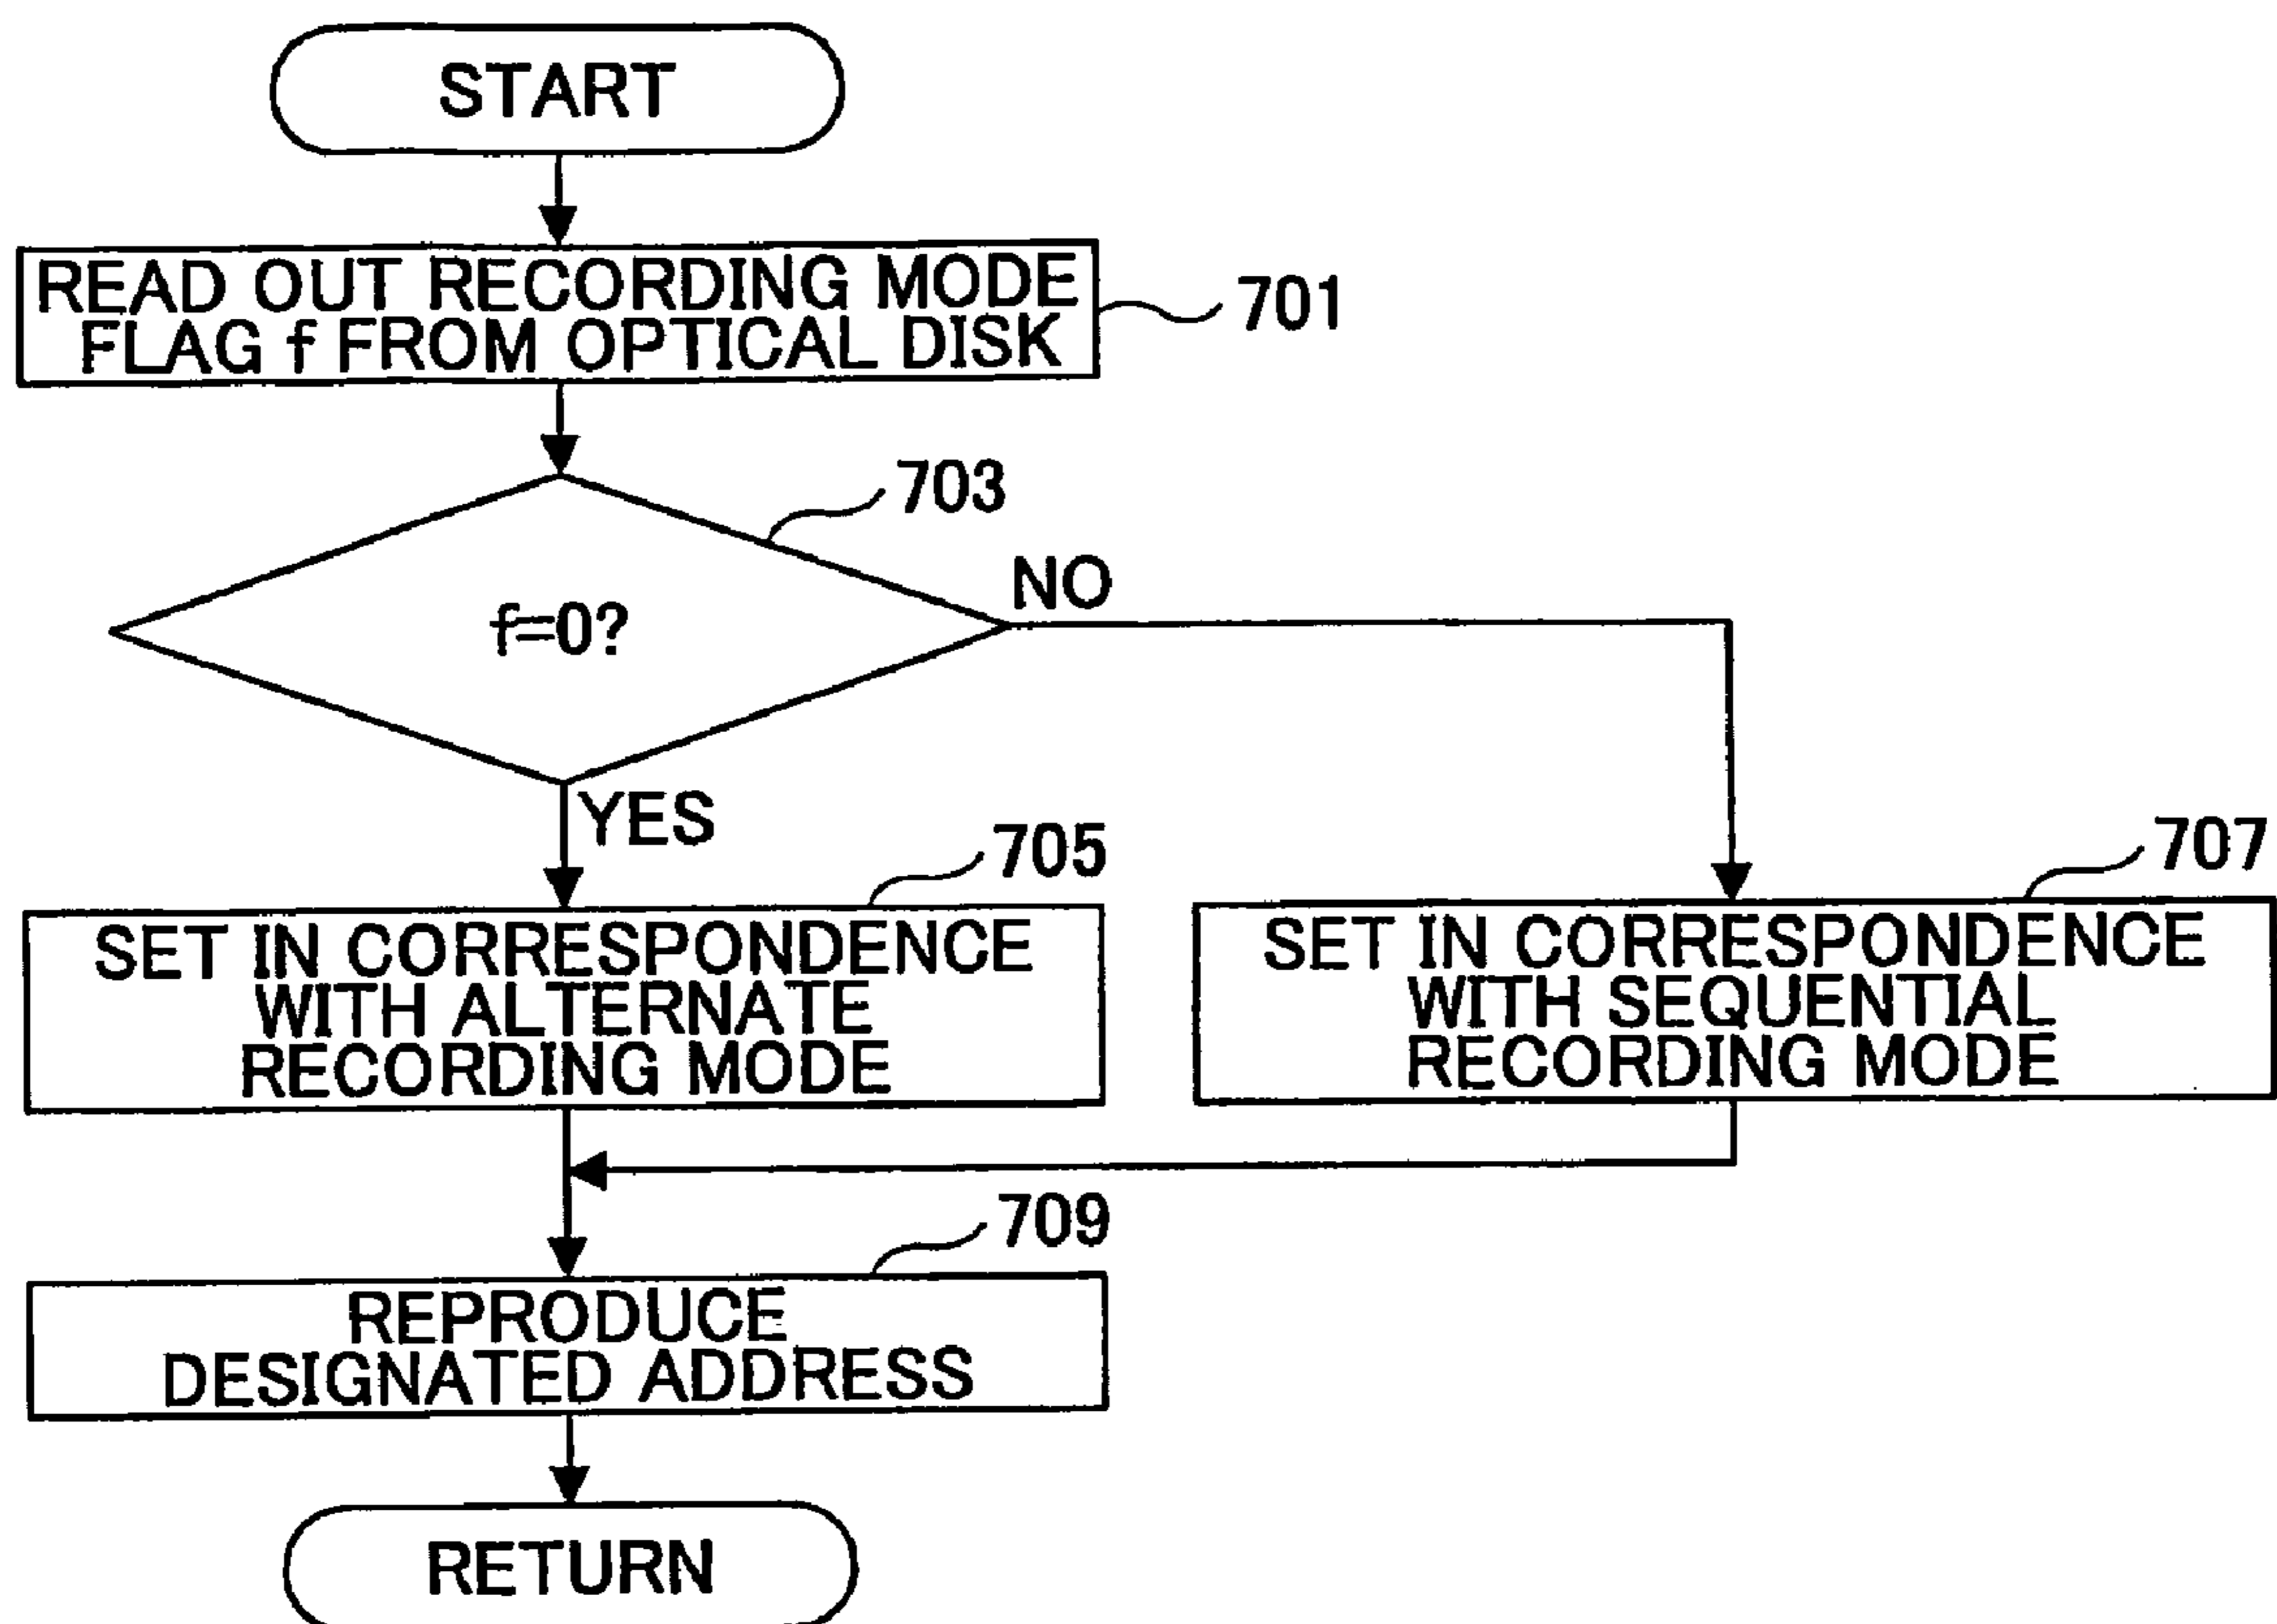 START
READ OUT RECORDING MODE
FLAG f FROM OPTICAL DISK
701
703
f=0?
NO
YES
705
SET IN CORRESPONDENCE
WITH ALTERNATE
RECORDING MODE
707
SET IN CORRESPONDENCE
WITH SEQUENTIAL
RECORDING MODE
709
REPRODUCE
DESIGNATED ADDRESS
RETURN